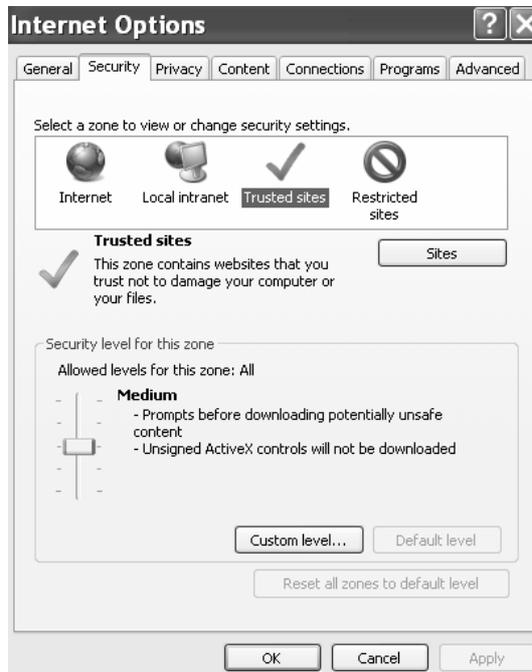 Internet Options
General Security Privacy Content Connections Programs Advanced
Select a zone to view or change security settings.
Internet Local intranet Trusted sites Restricted
sites
Trusted sites
Sites
This zone contains websites that you
trust not to damage your computer or
your files.
Security level for this zone
Allowed levels for this zone: All
Medium
- Prompts before downloading potentially unsafe
content
- Unsigned ActiveX controls will not be downloaded
Custom level... Default level
Reset all zones to default level
OK Cancel Apply